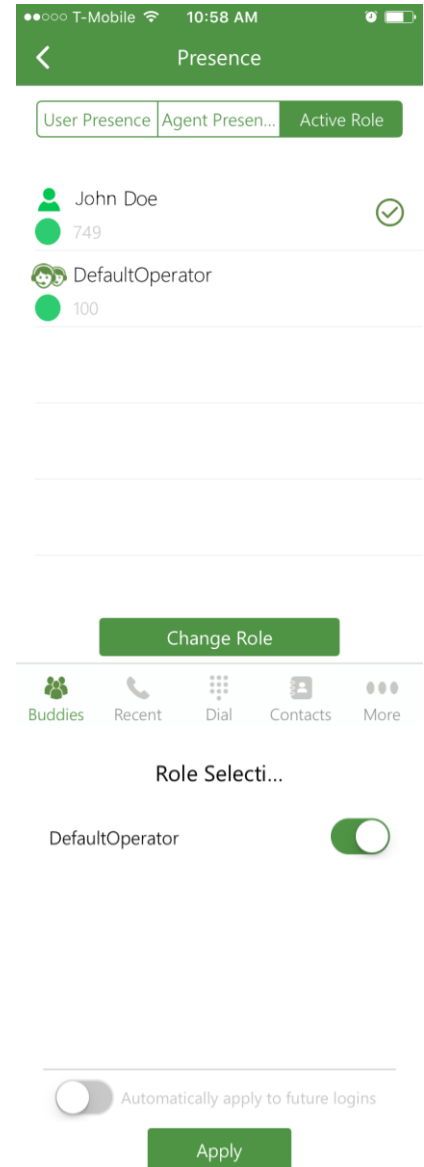 T-Mobile 10:58 AM
Presence
User Presence Agent Presen... Active Role
John Doe
749
DefaultOperator
100
Change Role
Buddies Recent Dial Contacts More
Role Selecti...
DefaultOperator
Automatically apply to future logins
Apply